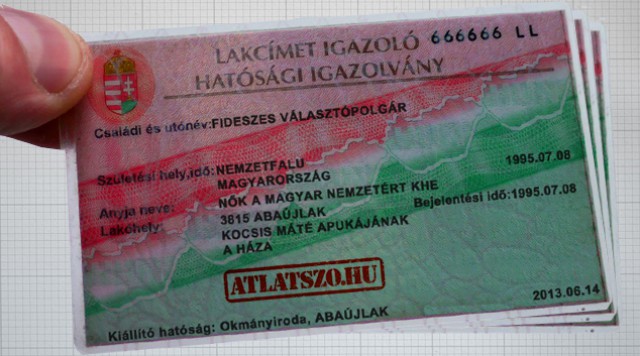 LAKCÍMET IGAZOLÓ 666666 LL
HATÓSÁGI IGAZOLVÁNY
Családi és utónév:FIDESZES VÁLASZTÓPOLGÁR
Születési hely,idő:NEMZETFALU 1995.07.08
MAGYARORSZÁG
Anyja neve: NŐK A MAGYAR NEMZETÉRT KHE
Lakóhely: 3815 ABAÚJLAK Bejelentési idő:1995.07.08
KOCSIS MÁTÉ APUKÁJÁNAK
A HÁZA
ATLATSZO.HU
2013.06.14
Kiállító hatóság: Okmányiroda, ABAÚJLAK